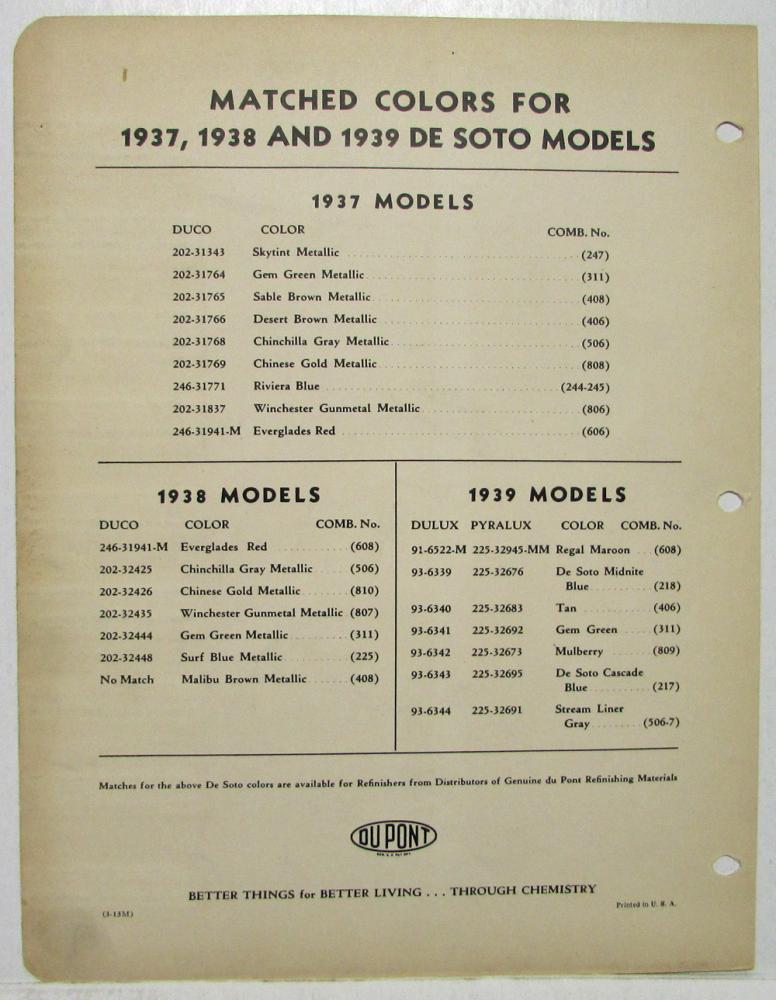 MATCHED COLORS FOR
1937, 1938 AND 1939 DE SOTO MODELS
1937 MODELS
DUCO COLOR COMB. No.
202-31343 Skytint Metallic (247)
202-31764 Gem Green Metallic (311)
202-31765 Sable Brown Metallic (408)
202-31766 Desert Brown Metallic (406)
202-31768 Chinchilla Gray Metallic (506)
202-31769 Chinese Gold Metallic (808)
246-31771 Riviera Blue (244-245)
202-31837 Winchester Gunmetal Metallic (806)
246-31941-M Everglades Red (606)
1938 MODELS
DUCO COLOR COMB. No.
246-31941-M Everglades Red (608)
202-32425 Chinchilla Gray Metallic (506)
202-32426 Chinese Gold Metallic (810)
202-32435 Winchester Gunmetal Metallic (807)
202-32444 Gem Green Metallic (311)
202-32448 Surf Blue Metallic (225)
No Match Malibu Brown Metallic (408)
1939 MODELS
DULUX PYRALUX COLOR COMB. No.
91-6522-M 225-32945-MM Regal Maroon (608)
93-6339 225-32676 De Soto Midnite
Blue (218)
93-6340 225-32683 Tan (406)
93-6341 225-32692 Gem Green (311)
93-6342 225-32673 Mulberry (809)
93-6343 225-32695 De Soto Cascade
Blue (217)
93-6344 225-32691 Stream Liner
Gray (506-7)
Matches for the above De Soto colors are available for Refinishers from Distributors of Genuine du Pont Refinishing Materials
DU PONT
REG. U. S. PAT. OFF.
BETTER THINGS for BETTER LIVING . . . THROUGH CHEMISTRY
(3-13M) Printed in U. S. A.